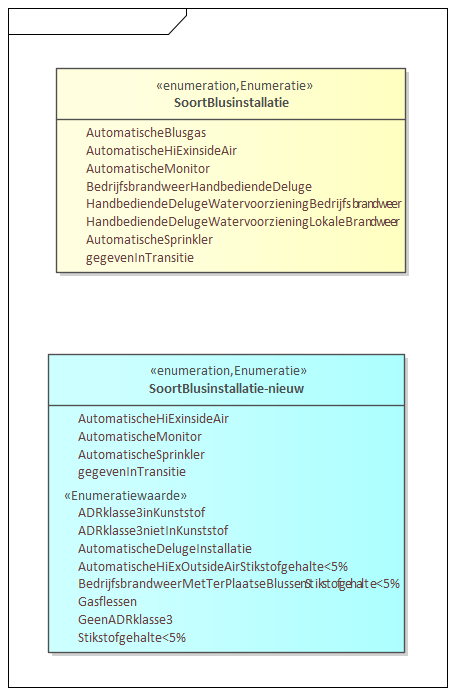 «enumeration,Enumeratie»
SoortBlusinstallatie
AutomatischeBlusgas
AutomatischeHiExinsideAir
AutomatischeMonitor
BedrijfsbrandweerHandbediendeDeluge
HandbediendeDelugeWatervoorzieningBedrijfsbrandweer
HandbediendeDelugeWatervoorzieningLokaleBrandweer
AutomatischeSprinkler
gegevenInTransitie
«enumeration,Enumeratie»
SoortBlusinstallatie-nieuw
AutomatischeHiExinsideAir
AutomatischeMonitor
AutomatischeSprinkler
gegevenInTransitie
«Enumeratiewaarde»
ADRklasse3inKunststof
ADRklasse3nietInKunststof
AutomatischeDelugeInstallatie
AutomatischeHiExOutsideAirStikstofgehalte<5%
BedrijfsbrandweerMetTerPlaatseBlussenStikstofgehalte<5%
Gasflessen
GeenADRklasse3
Stikstofgehalte<5%